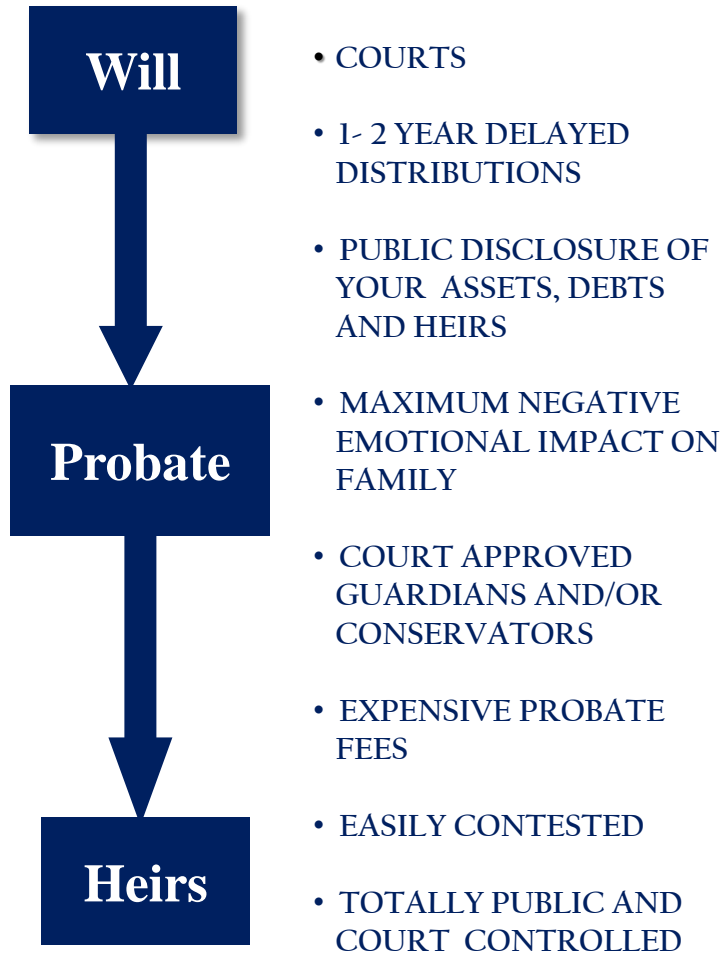 Will
Probate
Heirs
• COURTS
• 1- 2 YEAR DELAYED
DISTRIBUTIONS
• PUBLIC DISCLOSURE OF
YOUR ASSETS, DEBTS
AND HEIRS
• MAXIMUM NEGATIVE
EMOTIONAL IMPACT ON
FAMILY
• COURT APPROVED
GUARDIANS AND/OR
CONSERVATORS
• EXPENSIVE PROBATE
FEES
• EASILY CONTESTED
• TOTALLY PUBLIC AND
COURT CONTROLLED